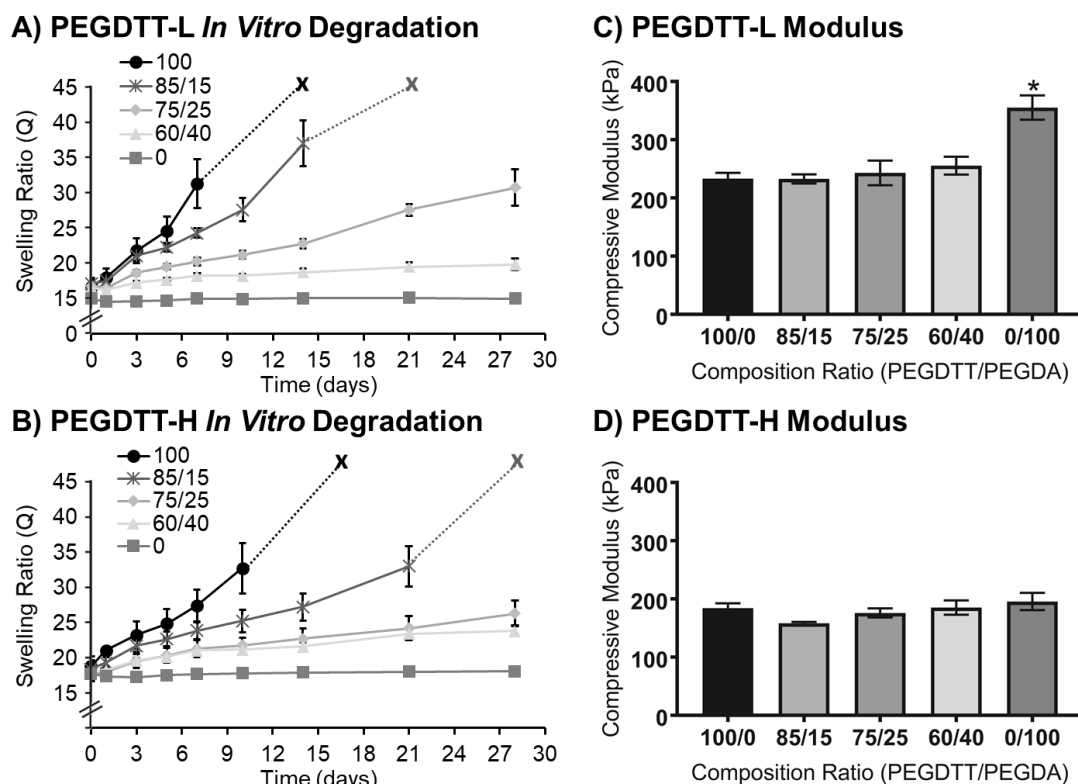 A) PEGDTT-L In Vitro Degradation
100
85/15
75/25
60/40
0
Swelling Ratio (Q)
45
40
35
30
25
20
15
0
X
X
0 3 6 9 12 15 18 21 24 27 30
Time (days)
C) PEGDTT-L Modulus
Compressive Modulus (kPa)
400
300
200
100
0
*
100/0 85/15 75/25 60/40 0/100
Composition Ratio (PEGDTT/PEGDA)
B) PEGDTT-H In Vitro Degradation
100
85/15
75/25
60/40
0
Swelling Ratio (Q)
45
40
35
30
25
20
15
X
X
0 3 6 9 12 15 18 21 24 27 30
Time (days)
D) PEGDTT-H Modulus
Compressive Modulus (kPa)
400
300
200
100
0
100/0 85/15 75/25 60/40 0/100
Composition Ratio (PEGDTT/PEGDA)